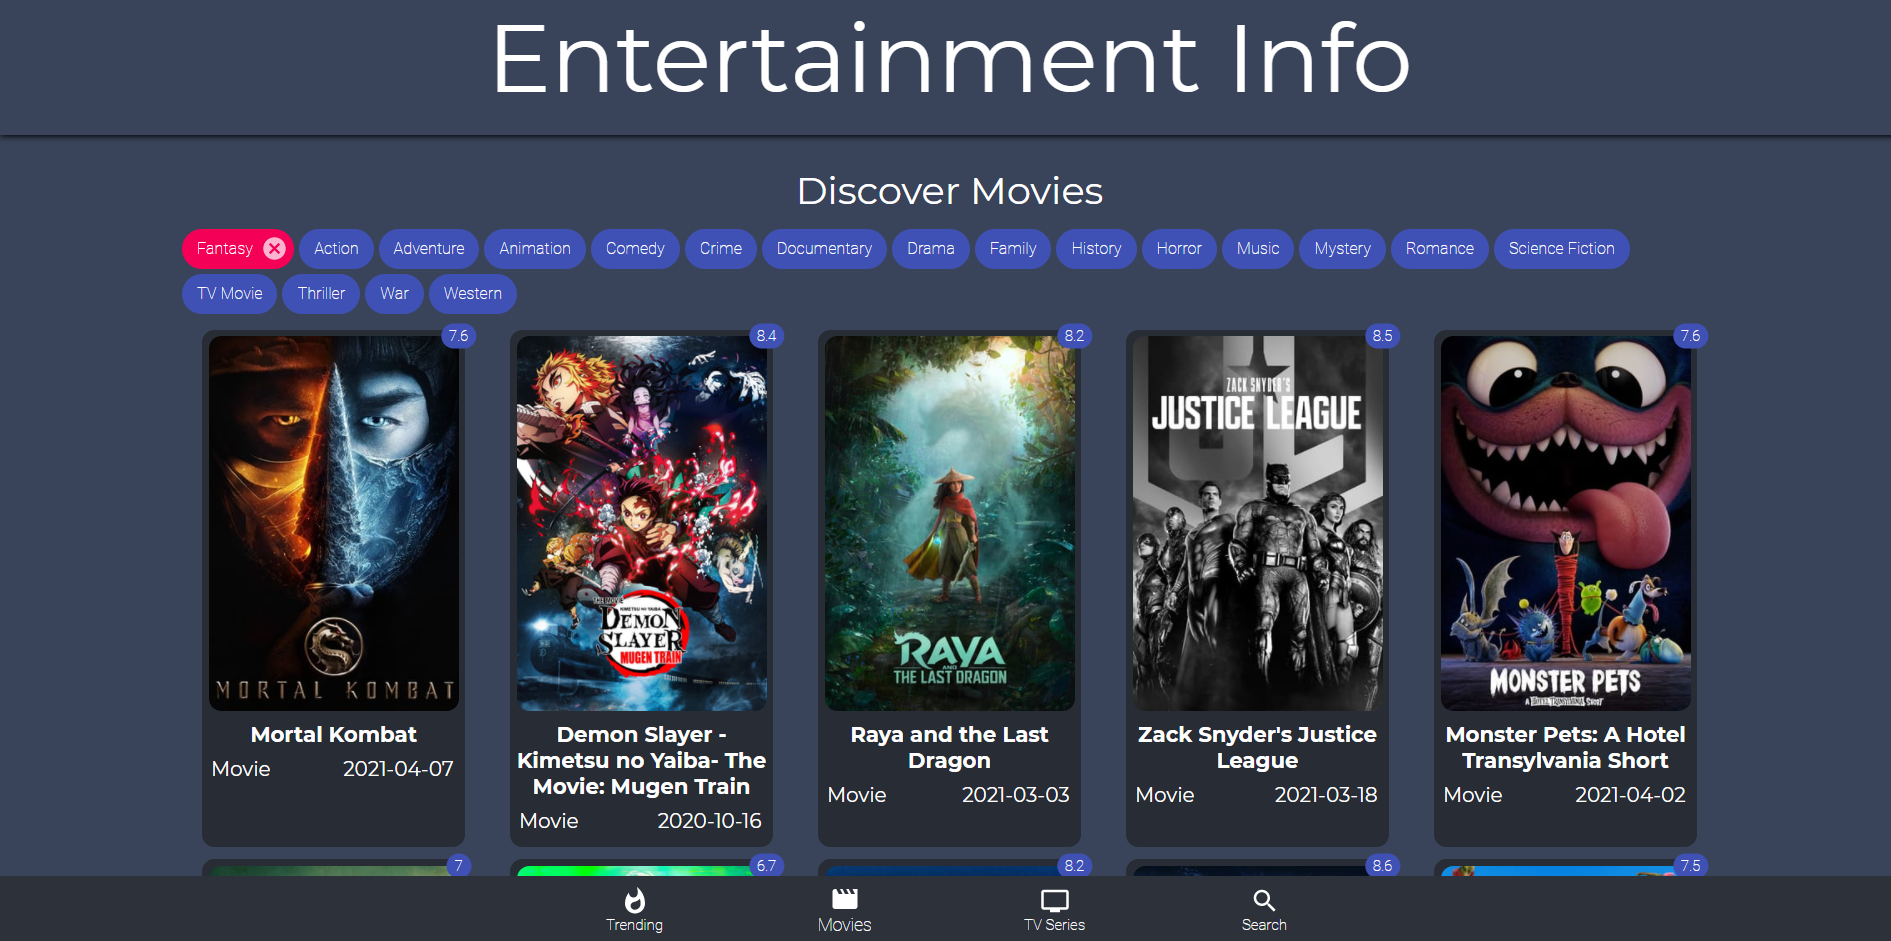 Entertainment Info
Discover Movies
Fantasy Action Adventure Animation Comedy Crime Documentary Drama Family History Horror Music Mystery Romance Science Fiction
TV Movie Thriller War Western
7.6
MORTAL KOMBAT
Mortal Kombat
Movie 2021-04-07
8.4
THE MOVIE
KIMETSU NO YAIBA
DEMON
SLAYER
MUGEN TRAIN
Demon Slayer -
Kimetsu no Yaiba- The
Movie: Mugen Train
Movie 2020-10-16
8.2
RAYA
AND
THE LAST DRAGON
Raya and the Last
Dragon
Movie 2021-03-03
8.5
ZACK SNYDER'S
JUSTICE LEAGUE
Zack Snyder's Justice
League
Movie 2021-03-18
7.6
MONSTER PETS
A HOTEL TRANSYLVANIA SHORT
Monster Pets: A Hotel
Transylvania Short
Movie 2021-04-02
7
6.7
8.2
8.6
7.5
Trending
Movies
TV Series
Search